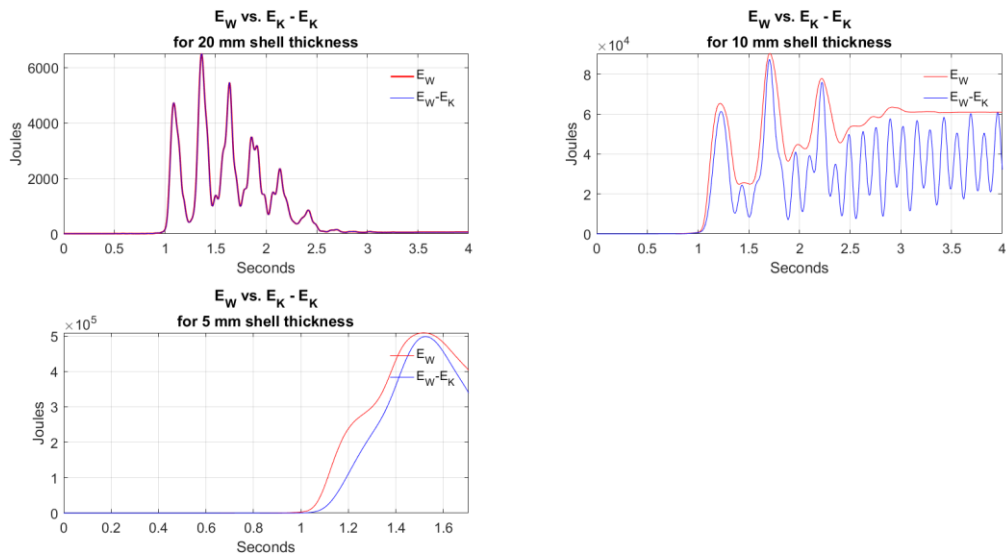 E_W vs. E_K - E_K
for 20 mm shell thickness
6000
4000
2000
0
Joules
E_W
E_W-E_K
0 0.5 1 1.5 2 2.5 3 3.5 4
Seconds
E_W vs. E_K - E_K
for 10 mm shell thickness
×10^4
8
6
4
2
0
Joules
E_W
E_W-E_K
0 0.5 1 1.5 2 2.5 3 3.5 4
Seconds
E_W vs. E_K - E_K
for 5 mm shell thickness
×10^5
5
4
3
2
1
0
Joules
E_W
E_W-E_K
0 0.2 0.4 0.6 0.8 1 1.2 1.4 1.6
Seconds